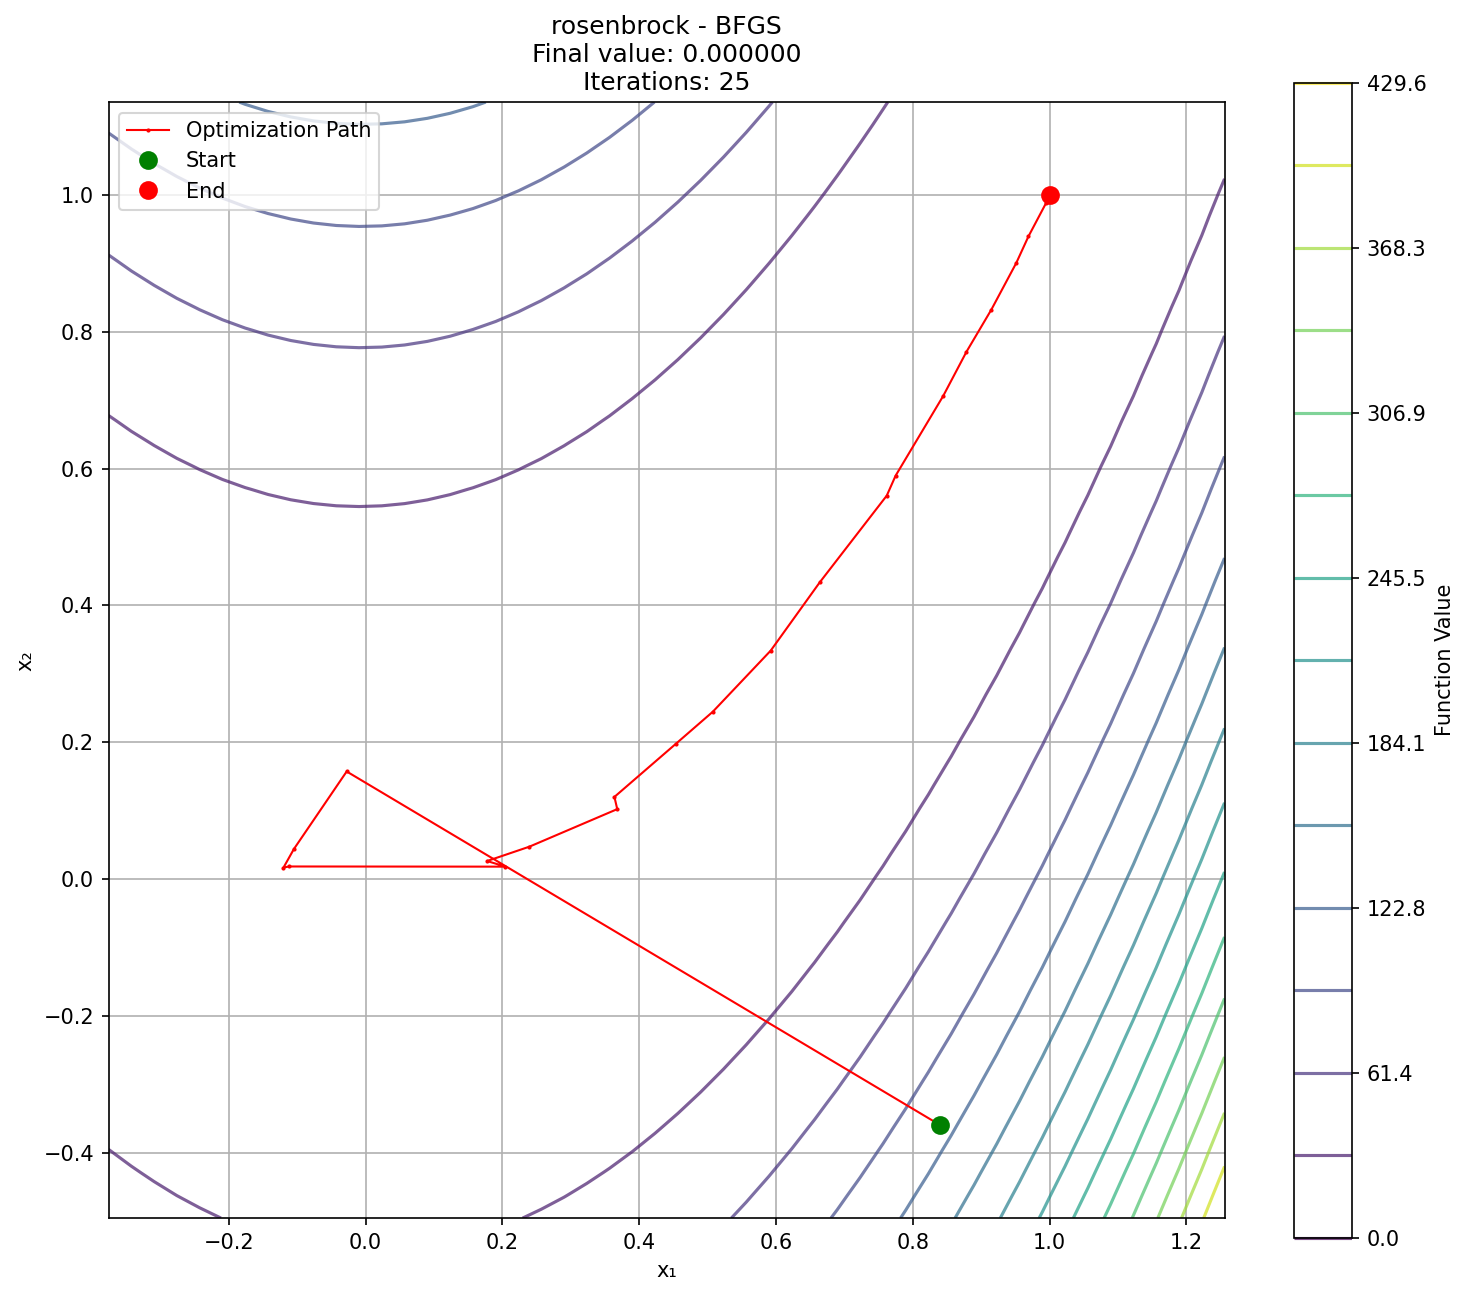 rosenbrock - BFGS
Final value: 0.000000
Iterations: 25
Optimization Path
Start
End
1.0
0.8
0.6
0.4
0.2
0.0
−0.2
−0.4
x₂
−0.2
0.0
0.2
0.4
0.6
0.8
1.0
1.2
x₁
429.6
368.3
306.9
245.5
184.1
122.8
61.4
0.0
Function Value